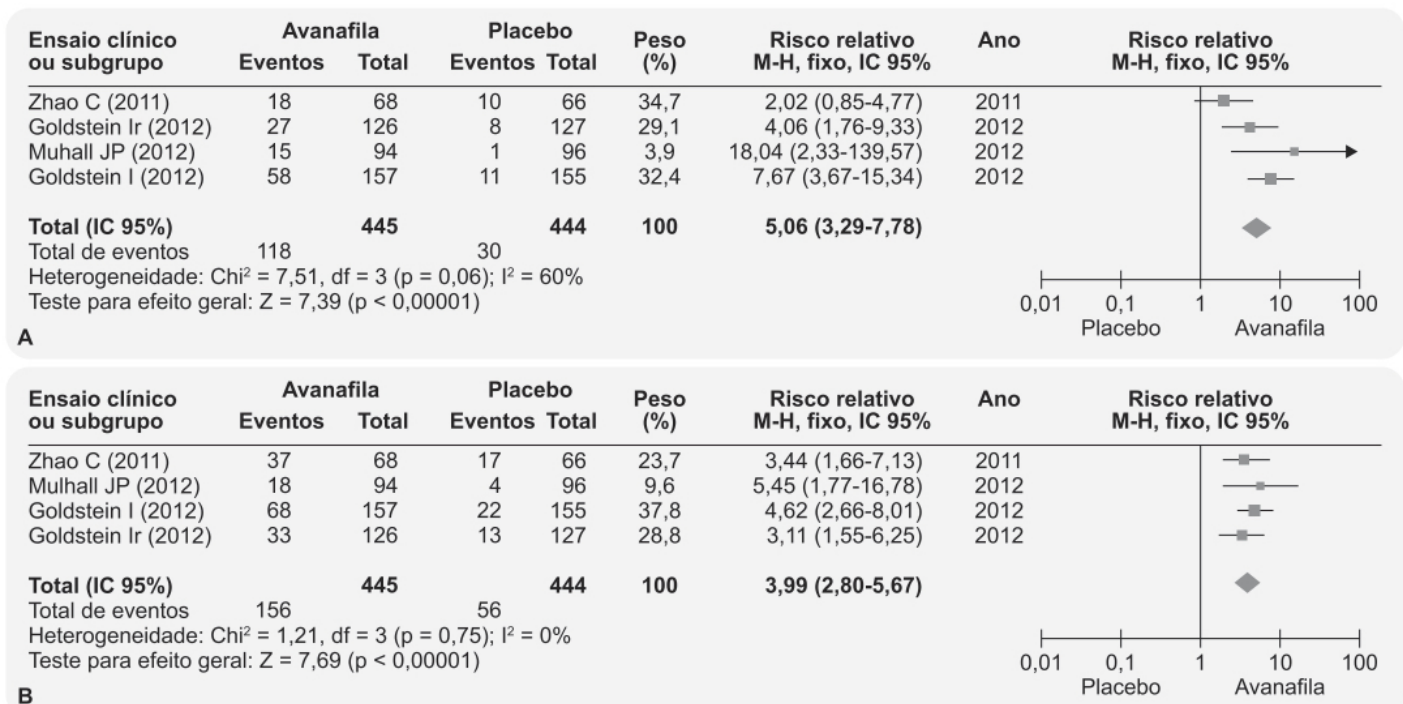 Ensaio clínico ou subgrupo Avanafila Eventos Total Placebo Eventos Total Peso (%) Risco relativo M-H, fixo, IC 95% Ano Risco relativo M-H, fixo, IC 95%
Zhao C (2011) 18 68 10 66 34,7 2,02 (0,85-4,77) 2011
Goldstein Ir (2012) 27 126 8 127 29,1 4,06 (1,76-9,33) 2012
Muhall JP (2012) 15 94 1 96 3,9 18,04 (2,33-139,57) 2012
Goldstein I (2012) 58 157 11 155 32,4 7,67 (3,67-15,34) 2012
Total (IC 95%) 445 444 100 5,06 (3,29-7,78)
Total de eventos 118 30
Heterogeneidade: Chi² = 7,51, df = 3 (p = 0,06); I² = 60%
Teste para efeito geral: Z = 7,39 (p < 0,00001)
0,01 0,1 1 10 100
Placebo Avanafila
A
Ensaio clínico ou subgrupo Avanafila Eventos Total Placebo Eventos Total Peso (%) Risco relativo M-H, fixo, IC 95% Ano Risco relativo M-H, fixo, IC 95%
Zhao C (2011) 37 68 17 66 23,7 3,44 (1,66-7,13) 2011
Mulhall JP (2012) 18 94 4 96 9,6 5,45 (1,77-16,78) 2012
Goldstein I (2012) 68 157 22 155 37,8 4,62 (2,66-8,01) 2012
Goldstein Ir (2012) 33 126 13 127 28,8 3,11 (1,55-6,25) 2012
Total (IC 95%) 445 444 100 3,99 (2,80-5,67)
Total de eventos 156 56
Heterogeneidade: Chi² = 1,21, df = 3 (p = 0,75); I² = 0%
Teste para efeito geral: Z = 7,69 (p < 0,00001)
0,01 0,1 1 10 100
Placebo Avanafila
B